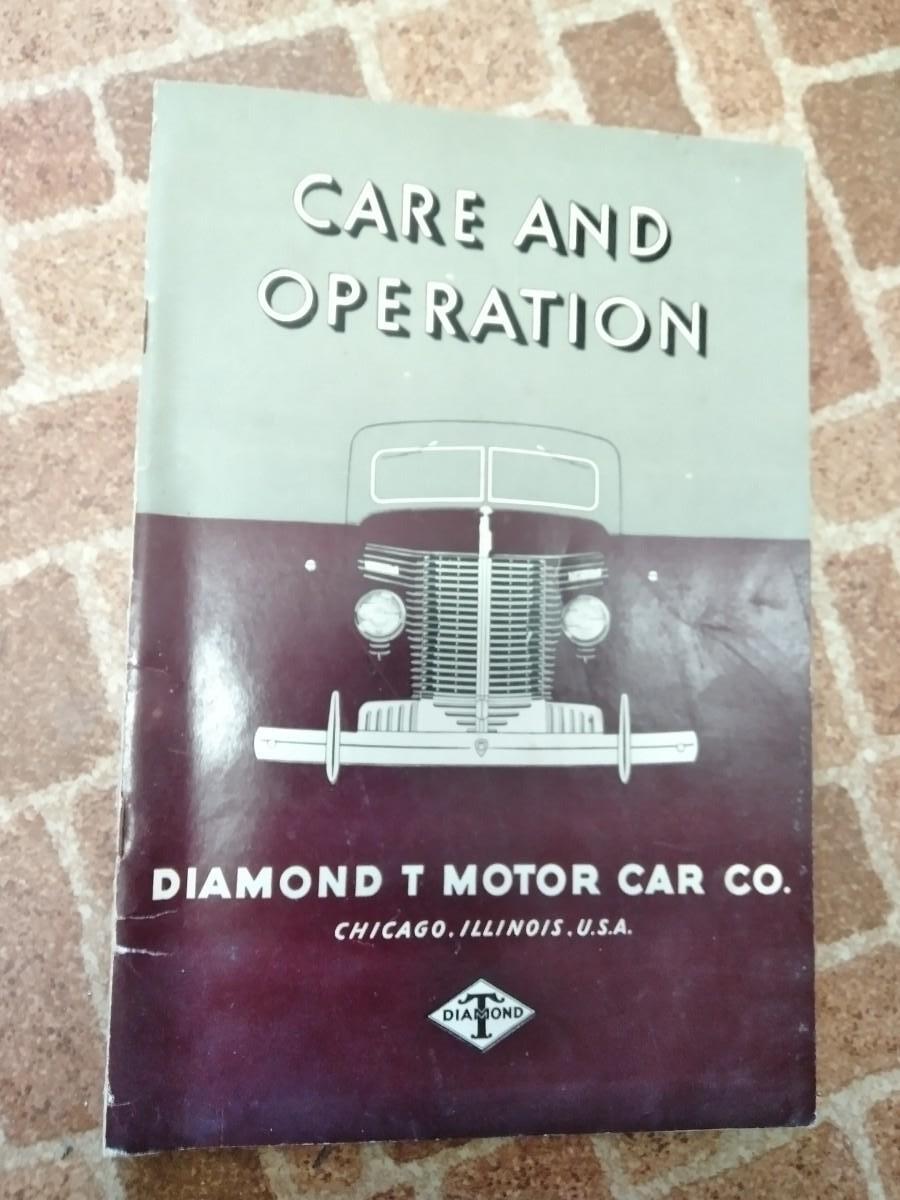 CARE AND
OPERATION
DIAMOND T MOTOR CAR CO.
CHICAGO, ILLINOIS, U.S.A.
DIAMOND T